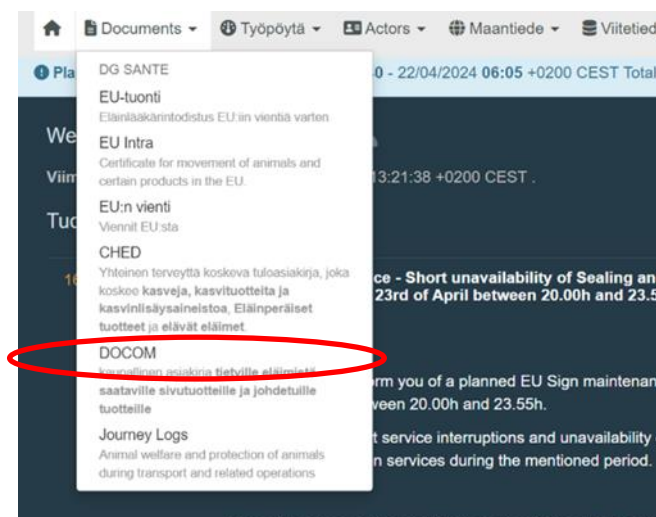 Documents Työpöytä Actors Maantiede Viitetied
Pla
0 - 22/04/2024 06:05 +0200 CEST Total
DG SANTE
EU-tuonti
Eläinlääkärintodistus EU:iin vientiä varten
EU Intra
Certificate for movement of animals and
certain products in the EU.
EU:n vienti
Viennit EU:sta
CHED
Yhteinen terveyttä koskeva tuloasiakirja, joka
koskee kasveja, kasvituotteita ja
kasvinlisäysaineistoa, Eläinperäiset
tuotteet ja elävät eläimet.
DOCOM
kaupallinen asiakirja tietyille eläimistä
saataville sivutuotteille ja johdetuille
tuotteille
Journey Logs
Animal welfare and protection of animals
during transport and related operations
We
Viim
13:21:38 +0200 CEST .
Tuo
16
ce - Short unavailability of Sealing an
23rd of April between 20.00h and 23.5
orm you of a planned EU Sign maintenan
ween 20.00h and 23.55h.
t service interruptions and unavailability
n services during the mentioned period.